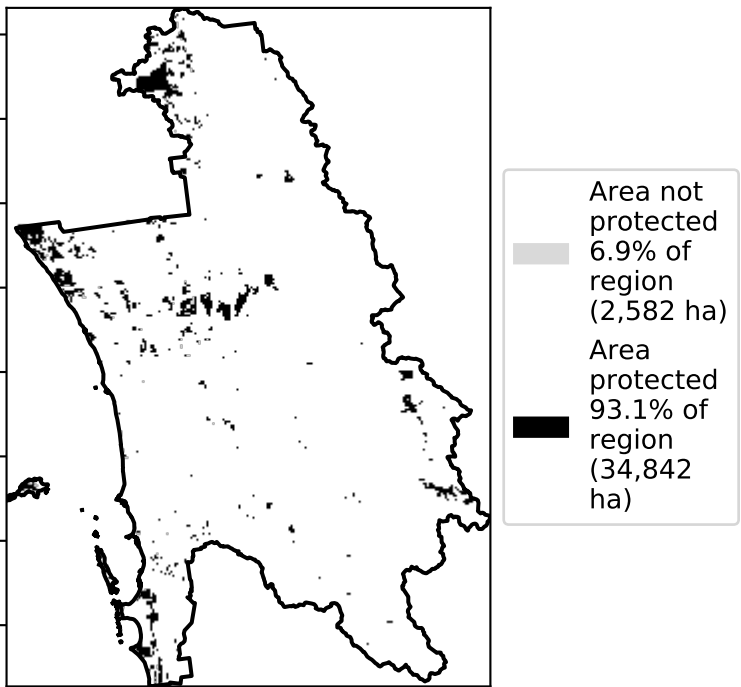 Area not
protected
6.9% of
region
(2,582 ha)
Area
protected
93.1% of
region
(34,842
ha)